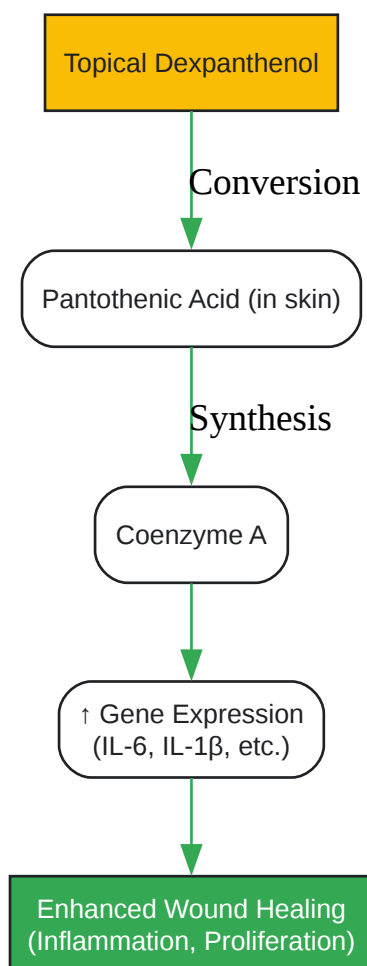 Topical Dexpanthenol
Conversion
Pantothenic Acid (in skin)
Synthesis
Coenzyme A
↑ Gene Expression
(IL-6, IL-1β, etc.)
Enhanced Wound Healing
(Inflammation, Proliferation)